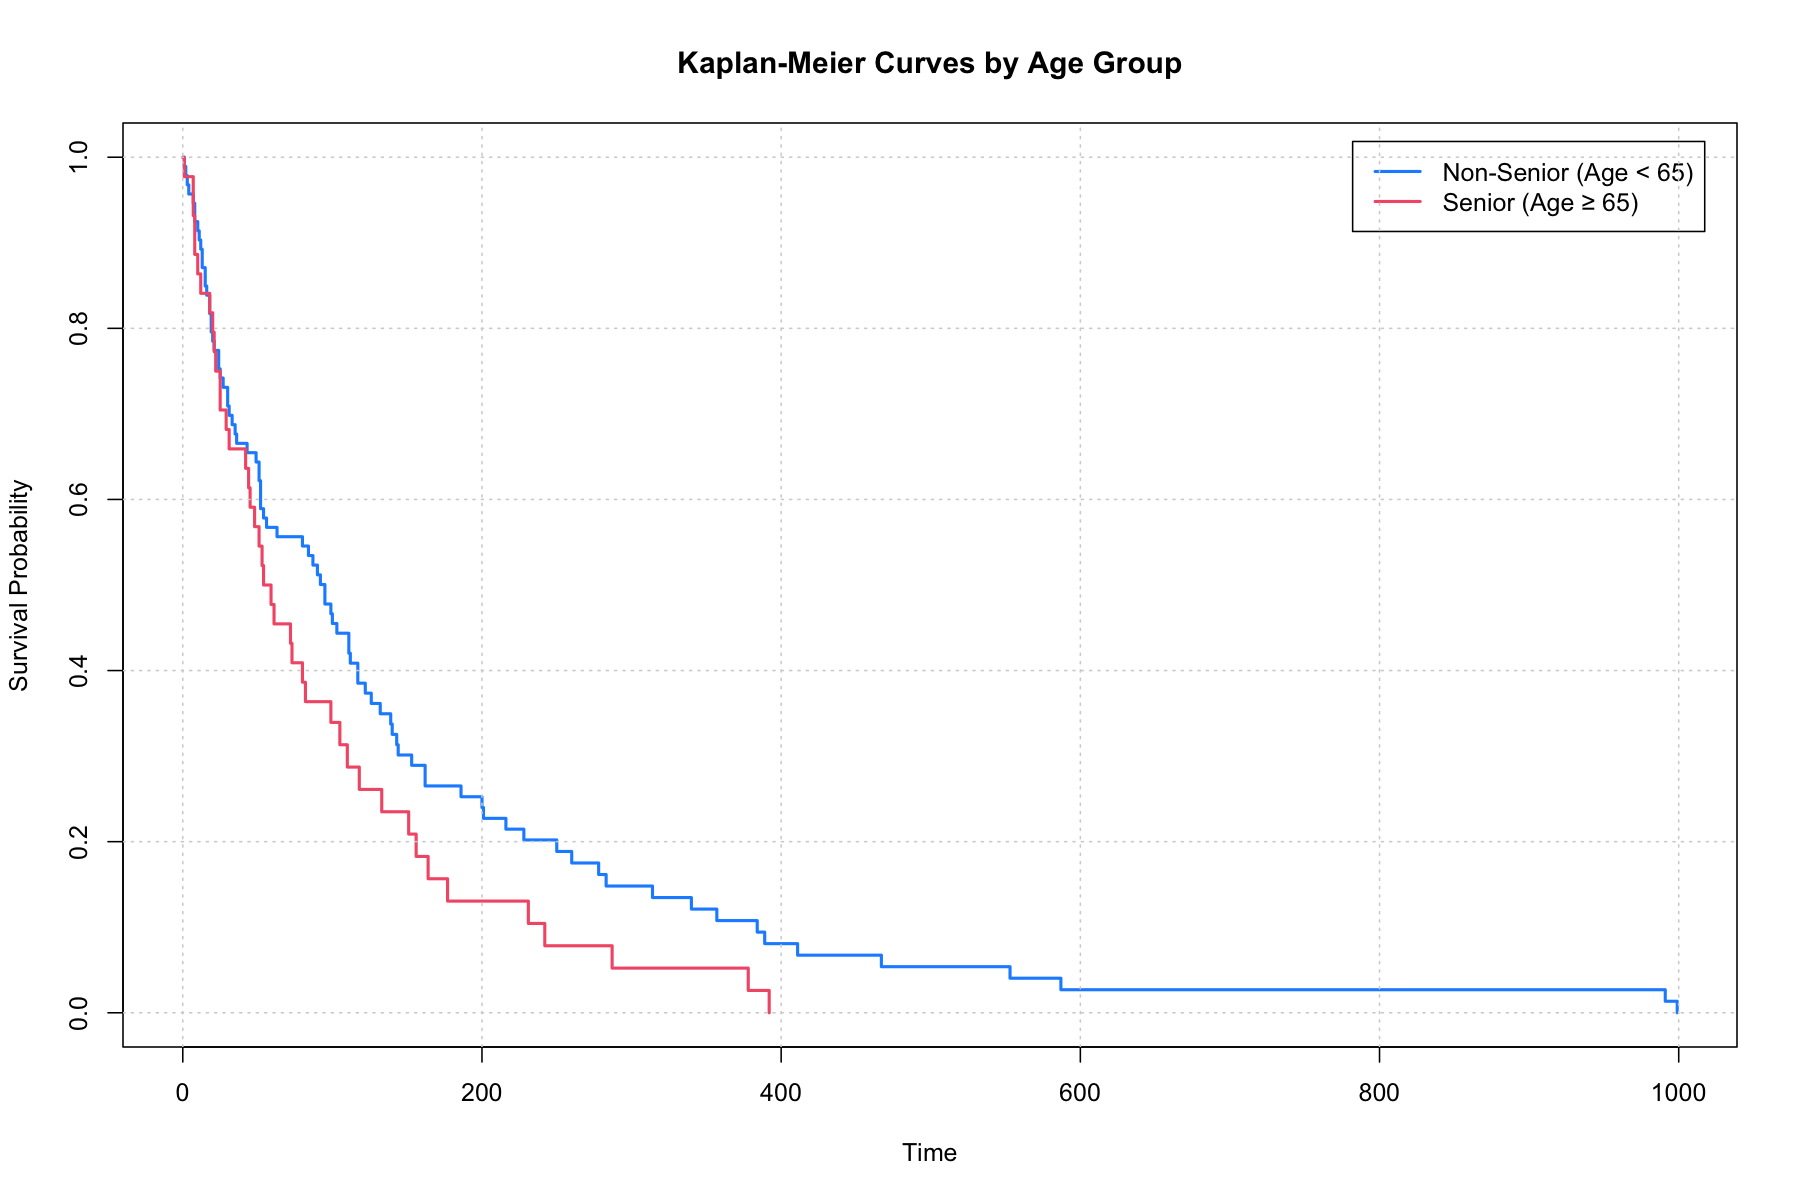 Kaplan-Meier Curves by Age Group
Non-Senior (Age < 65)
Senior (Age ≥ 65)
Survival Probability
1.0
0.8
0.6
0.4
0.2
0.0
0 200 400 600 800 1000
Time